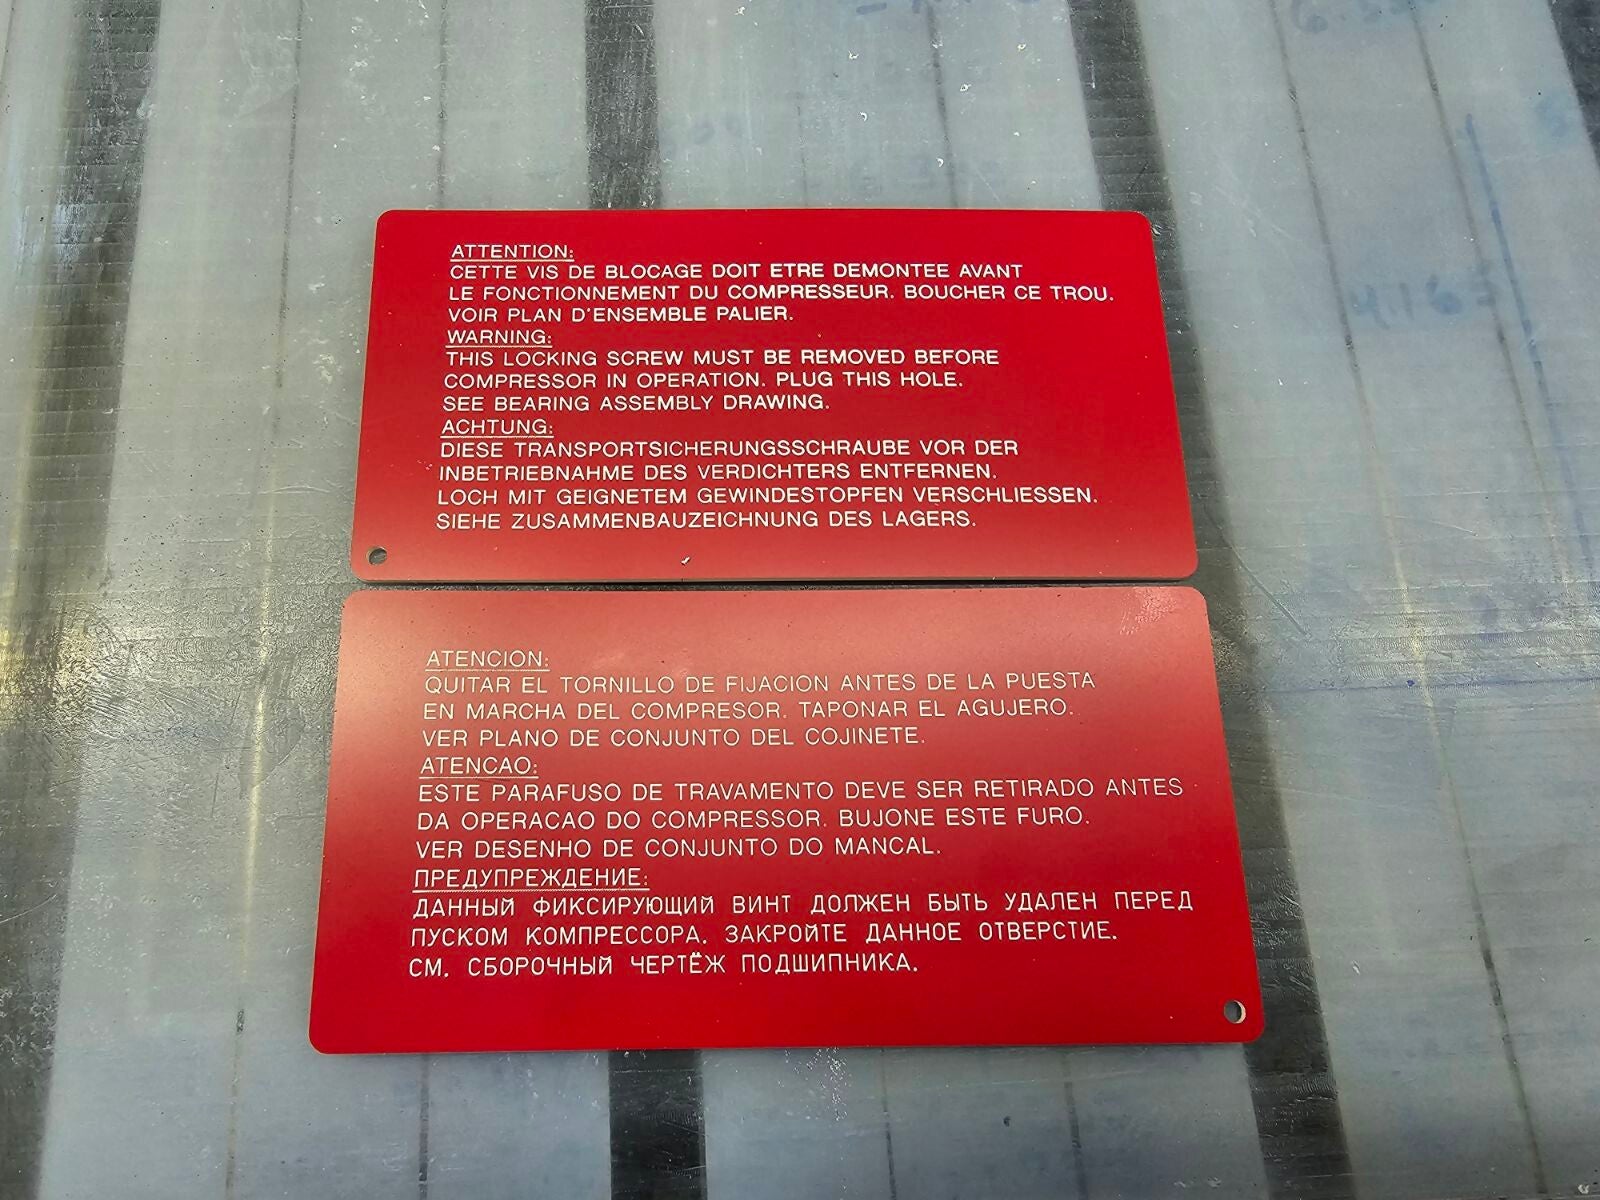 ATTENTION:
CETTE VIS DE BLOCAGE DOIT ETRE DEMONTEE AVANT
LE FONCTIONNEMENT DU COMPRESSEUR. BOUCHER CE TROU.
VOIR PLAN D'ENSEMBLE PALIER.
WARNING:
THIS LOCKING SCREW MUST BE REMOVED BEFORE
COMPRESSOR IN OPERATION. PLUG THIS HOLE.
SEE BEARING ASSEMBLY DRAWING.
ACHTUNG:
DIESE TRANSPORTSICHERUNGSSCHRAUBE VOR DER
INBETRIEBNAHME DES VERDICHTERS ENTFERNEN.
LOCH MIT GEIGNETEM GEWINDESTOPFEN VERSCHLIESSEN.
SIEHE ZUSAMMENBAUZEICHNUNG DES LAGERS.
ATENCION:
QUITAR EL TORNILLO DE FIJACION ANTES DE LA PUESTA
EN MARCHA DEL COMPRESOR. TAPONAR EL AGUJERO.
VER PLANO DE CONJUNTO DEL COJINETE.
ATENCAO:
ESTE PARAFUSO DE TRAVAMENTO DEVE SER RETIRADO ANTES
DA OPERACAO DO COMPRESSOR. BUJONE ESTE FURO.
VER DESENHO DE CONJUNTO DO MANCAL.
ПРЕДУПРЕЖДЕНИЕ:
ДАННЫЙ ФИКСИРУЮЩИЙ ВИНТ ДОЛЖЕН БЫТЬ УДАЛЕН ПЕРЕД
ПУСКОМ КОМПРЕССОРА. ЗАКРОЙТЕ ДАННОЕ ОТВЕРСТИЕ.
СМ. СБОРОЧНЫЙ ЧЕРТЁЖ ПОДШИПНИКА.